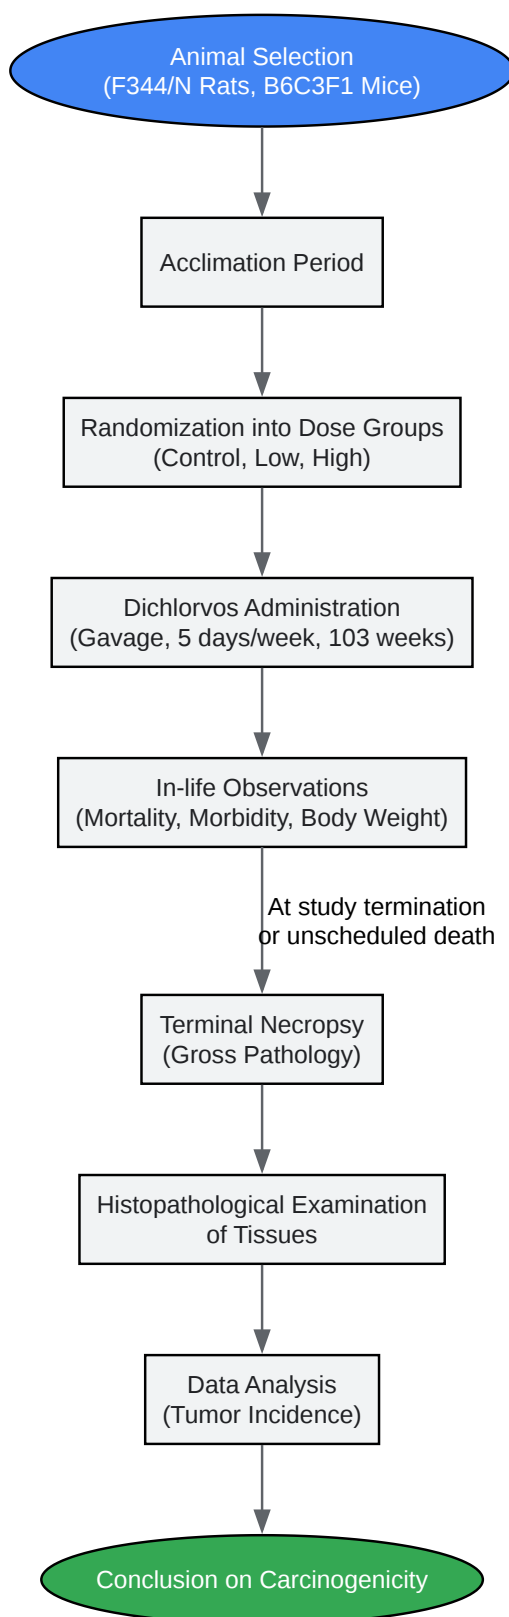 Animal Selection
(F344/N Rats, B6C3F1 Mice)
Acclimation Period
Randomization into Dose Groups
(Control, Low, High)
Dichlorvos Administration
(Gavage, 5 days/week, 103 weeks)
In-life Observations
(Mortality, Morbidity, Body Weight)
At study termination
or unscheduled death
Terminal Necropsy
(Gross Pathology)
Histopathological Examination
of Tissues
Data Analysis
(Tumor Incidence)
Conclusion on Carcinogenicity